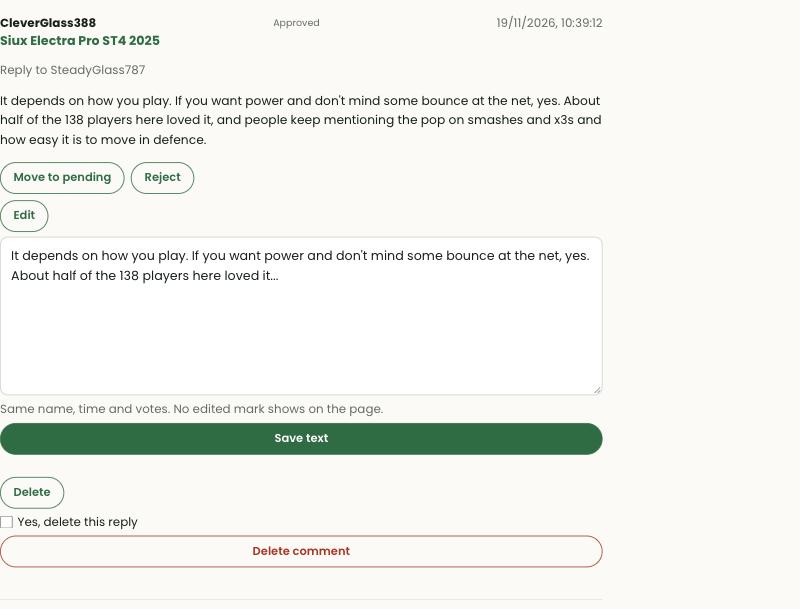 CleverGlass388 Approved 19/11/2026, 10:39:12
Siux Electra Pro ST4 2025
Reply to SteadyGlass787
It depends on how you play. If you want power and don't mind some bounce at the net, yes. About
half of the 138 players here loved it, and people keep mentioning the pop on smashes and x3s and
how easy it is to move in defence.
Move to pending Reject
Edit
It depends on how you play. If you want power and don't mind some bounce at the net, yes.
About half of the 138 players here loved it...
Same name, time and votes. No edited mark shows on the page.
Save text
Delete
Yes, delete this reply
Delete comment